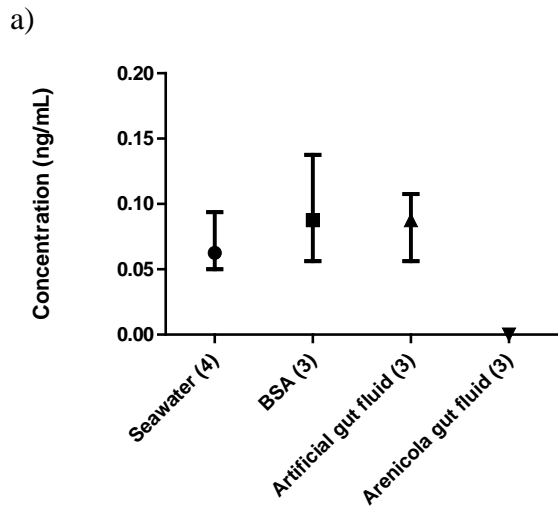 a)
Concentration (ng/mL)
0.20
0.15
0.10
0.05
0.00
Seawater (4)
BSA (3)
Artificial gut fluid (3)
Arenicola gut fluid (3)